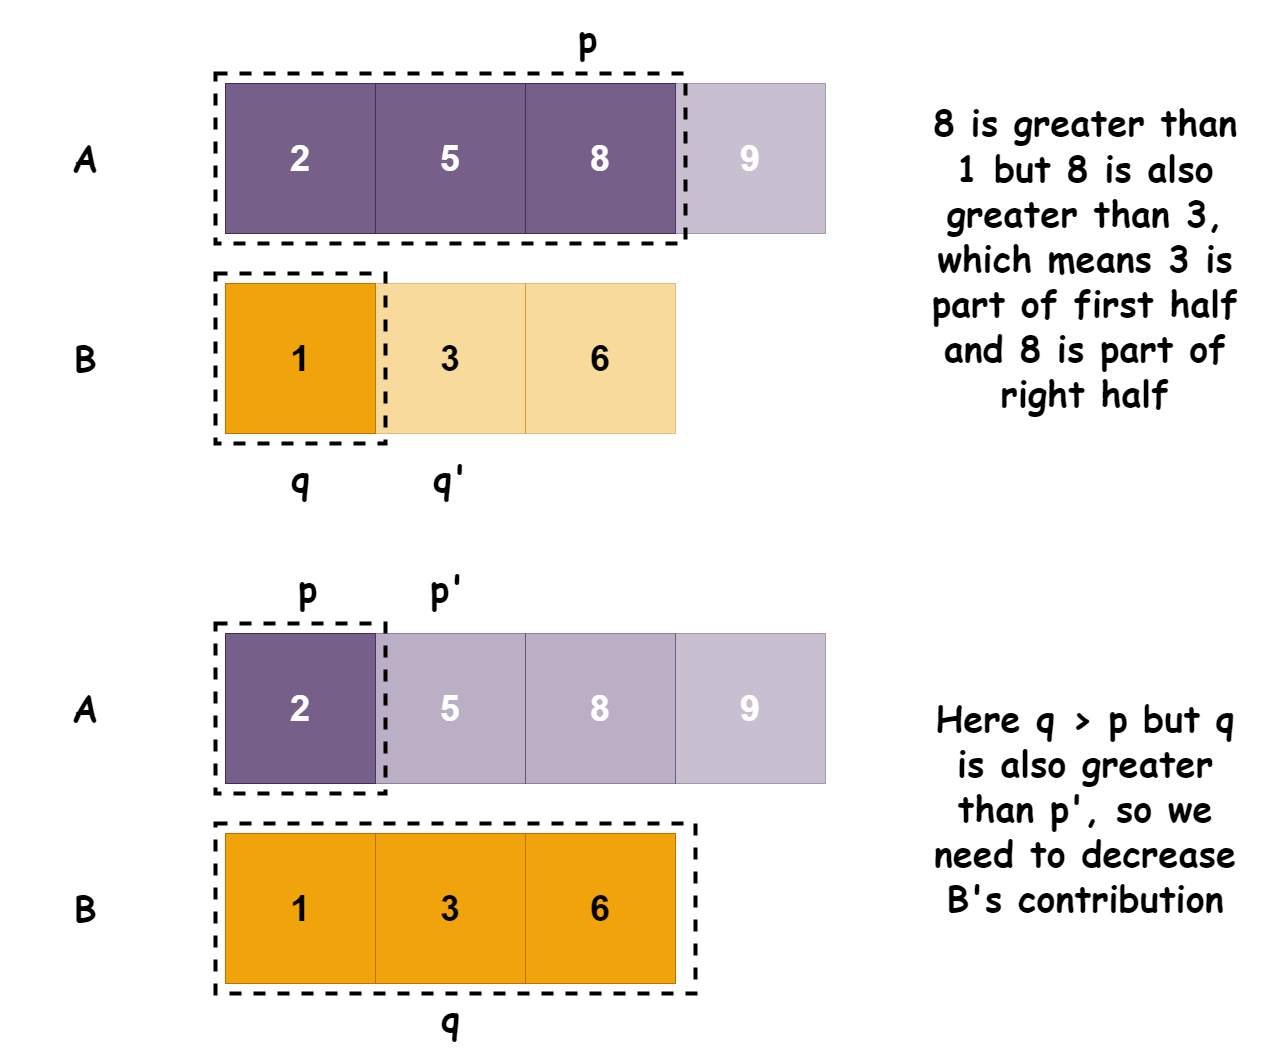 p
A
2 5 8 9
8 is greater than
1 but 8 is also
greater than 3,
which means 3 is
part of first half
and 8 is part of
right half
B
1 3 6
q q'
p p'
A
2 5 8 9
Here q > p but q
is also greater
than p', so we
need to decrease
B's contribution
B
1 3 6
q